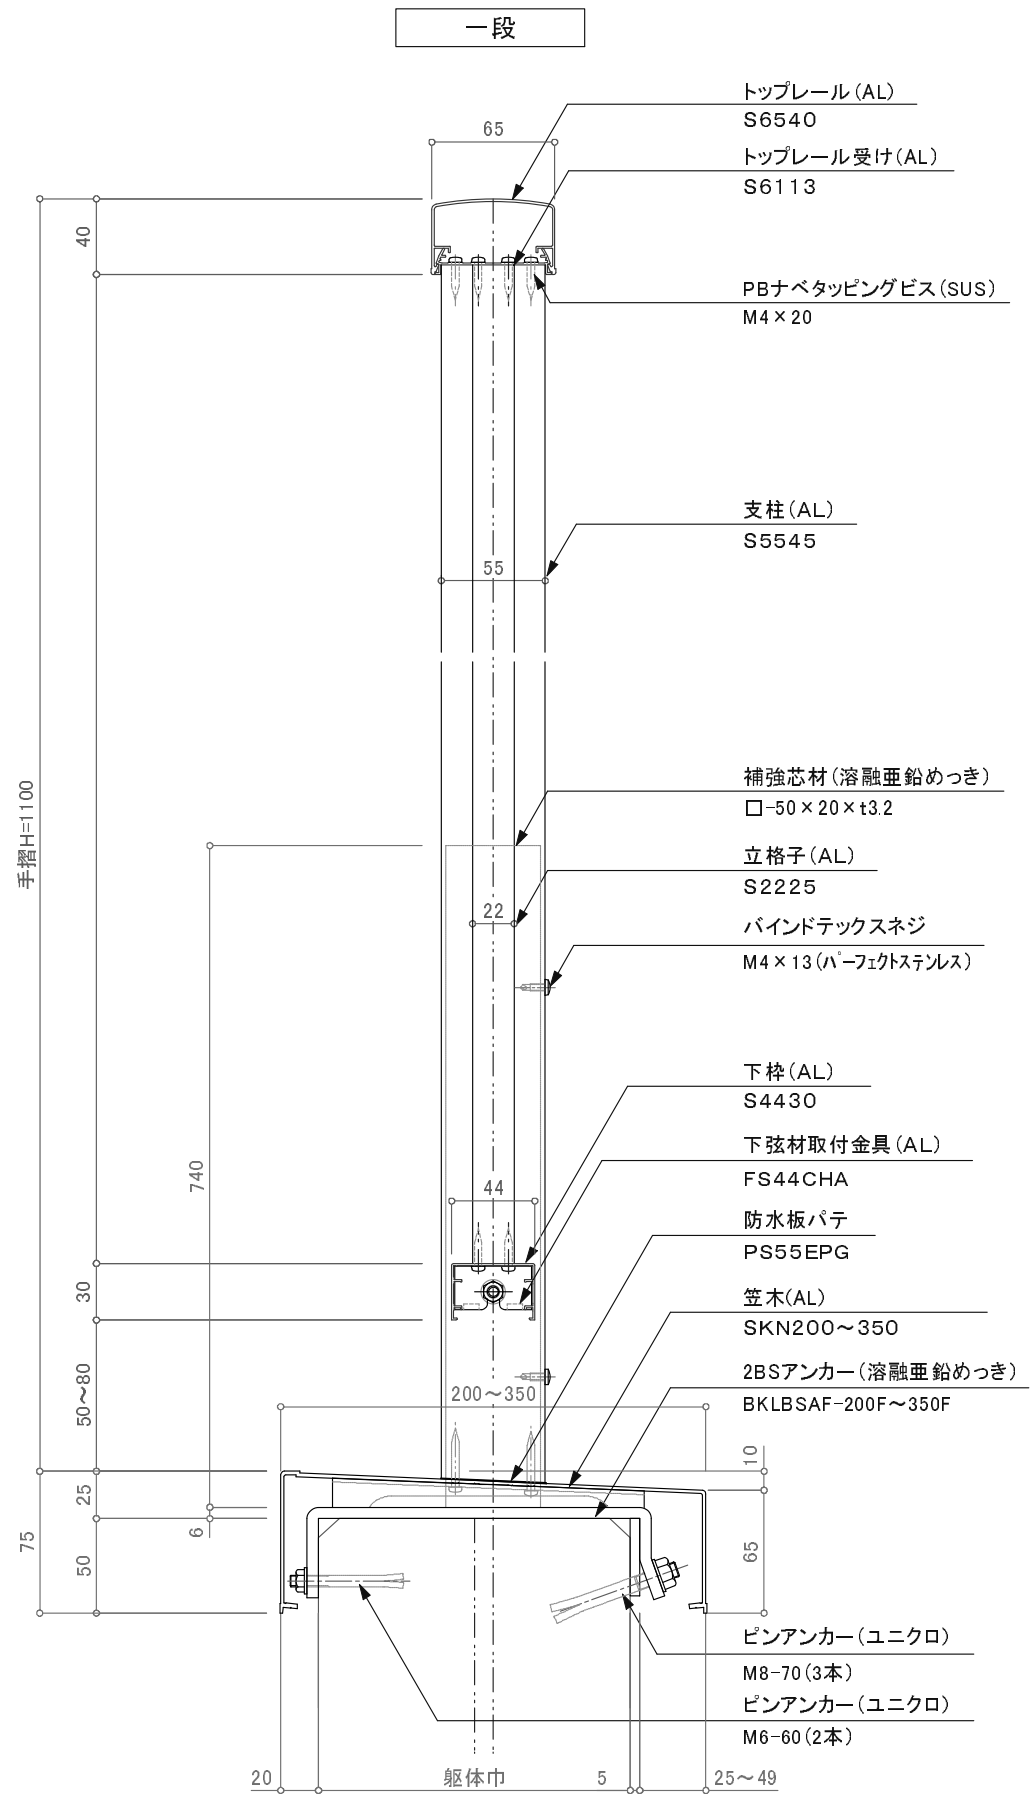 一段
トップレール(AL)
S6540
65
トップレール受け(AL)
S6113
40
PBナベタッピングビス(SUS)
M4×20
支柱(AL)
S5545
55
手摺H=1100
補強芯材(溶融亜鉛めっき)
□-50×20×t3.2
立格子(AL)
S2225
22
バインドテックスネジ
M4×13(パーフェクトステンレス)
下枠(AL)
S4430
下弦材取付金具(AL)
FS44CHA
740
44
防水板パテ
PS55EPG
30
笠木(AL)
SKN200～350
2BSアンカー(溶融亜鉛めっき)
BKLBSAF-200F～350F
50～80
200～350
10
25
75
6
50
65
ピンアンカー(ユニクロ)
M8-70(3本)
ピンアンカー(ユニクロ)
M6-60(2本)
20
躯体巾
5
25～49